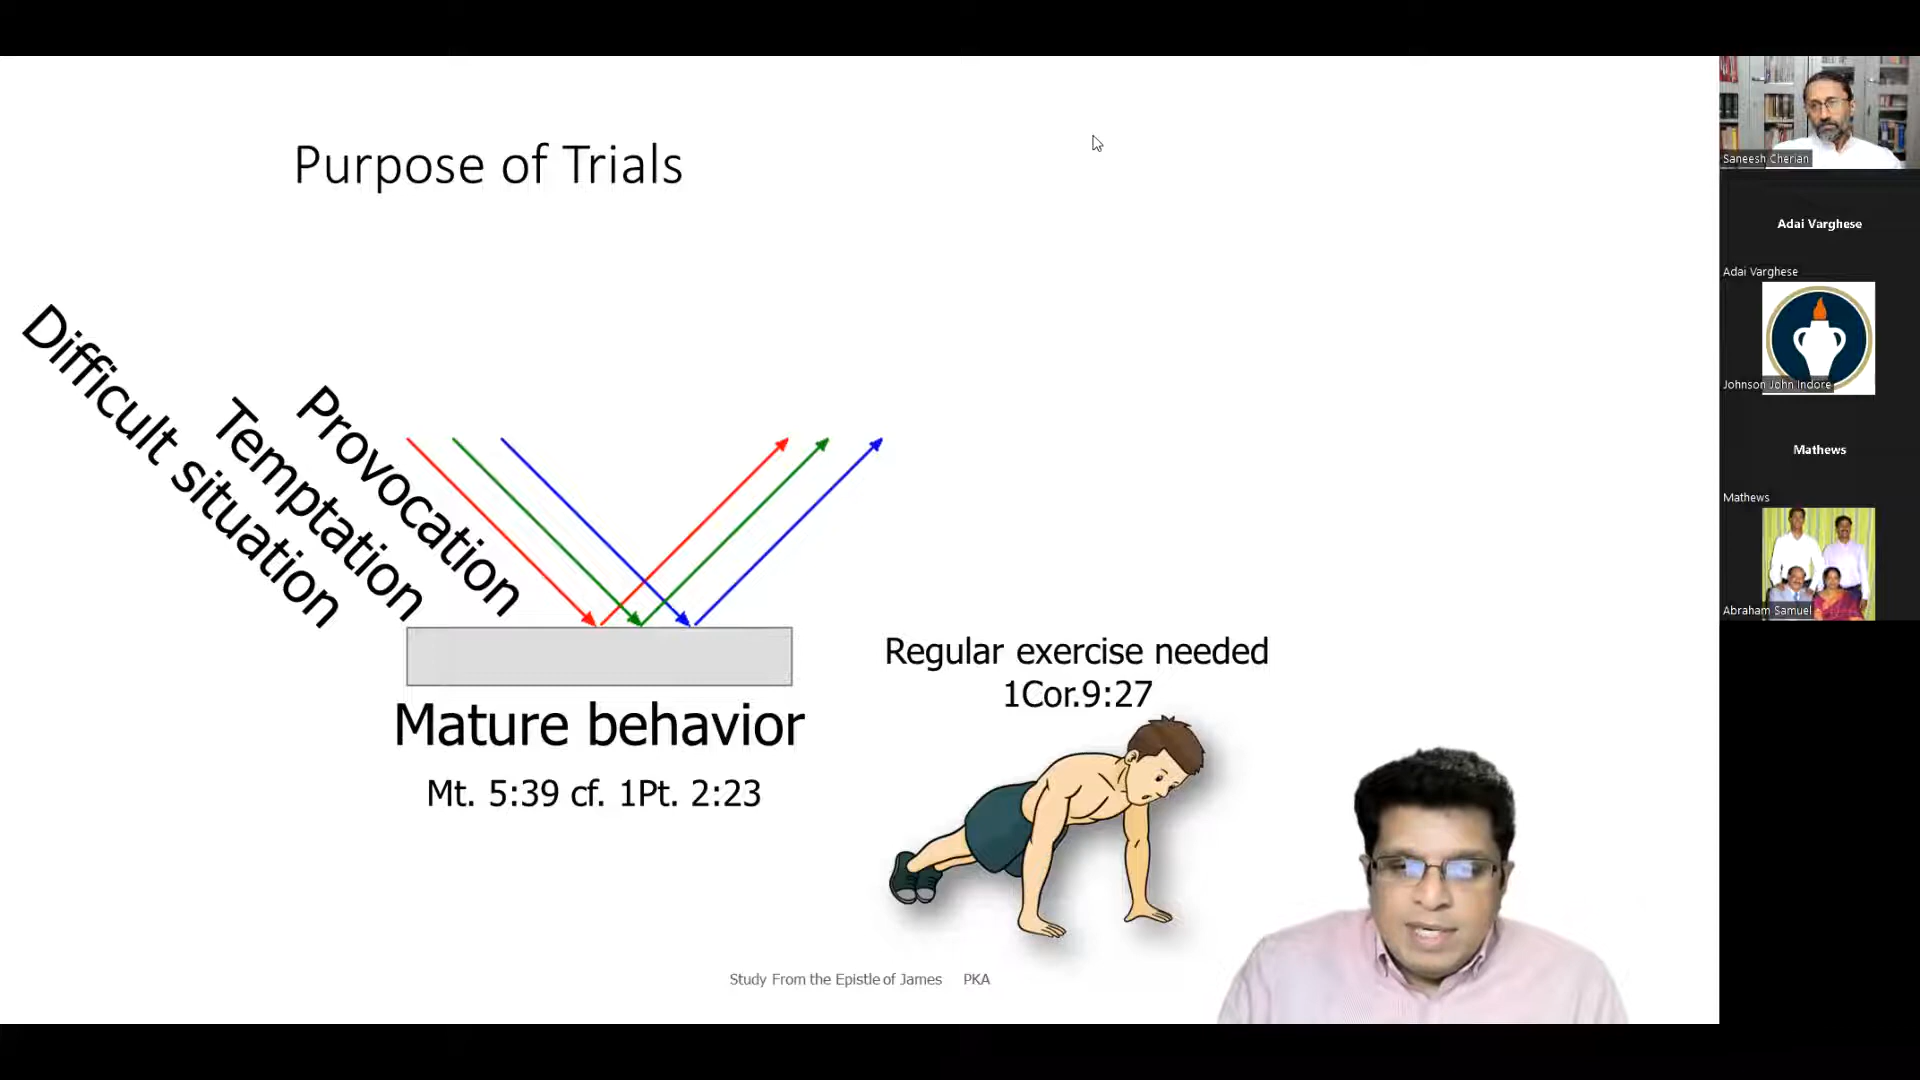 Purpose of Trials
Difficult situation
Temptation
Provocation
Mature behavior
Mt. 5:39 cf. 1Pt. 2:23
Regular exercise needed
1Cor.9:27
Study From the Epistle of James PKA
Saneesh Cherian
Adai Varghese
Adai Varghese
Johnson John Indore
Mathews
Mathews
Abraham Samuel